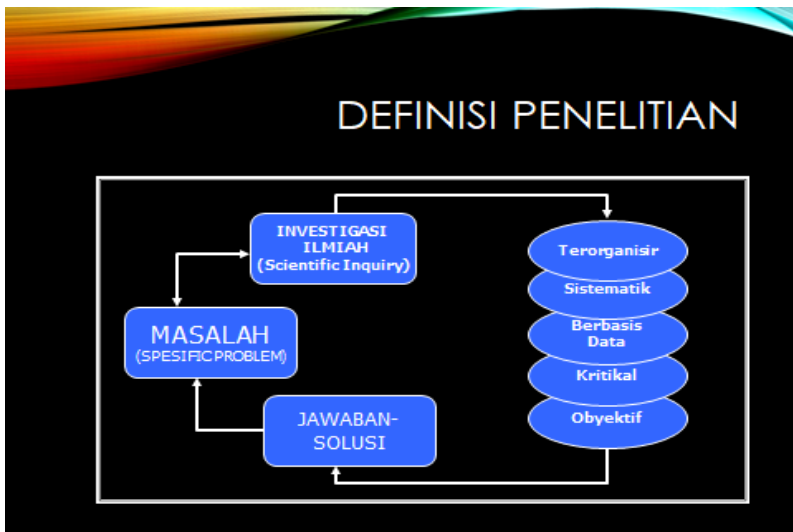 DEFINISI PENELITIAN
INVESTIGASI
ILMIAH
(Scientific Inquiry)
MASALAH
(SPESIFIC PROBLEM)
JAWABAN-
SOLUSI
Terorganisir
Sistematik
Berbasis
Data
Kritikal
Obyektif